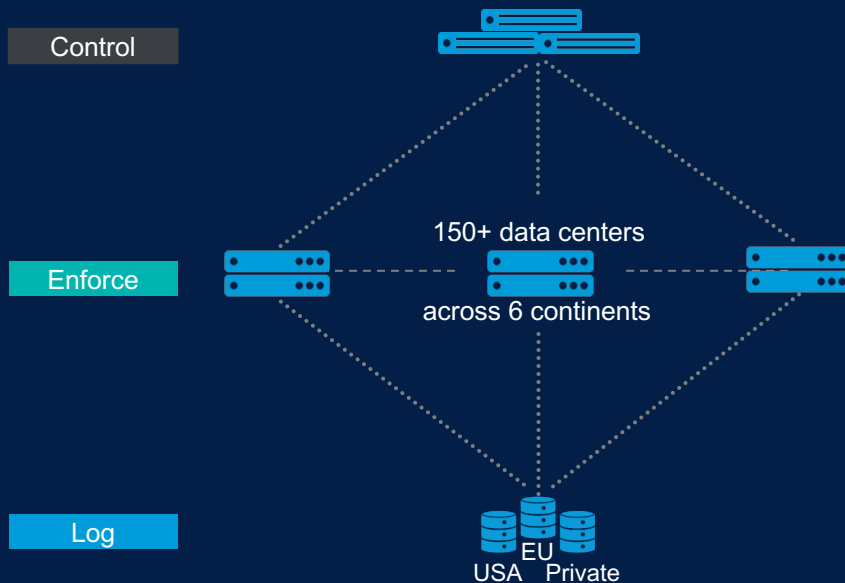 Control
150+ data centers
Enforce
across 6 continents
Log
EU
USA
Private